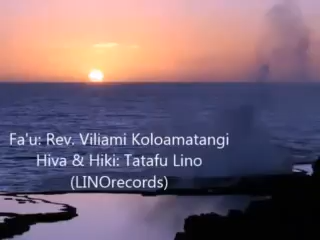 Fa'u: Rev. Viliami Koloamatangi
Hiva & Hiki: Tatafu Lino
(LINOrecords)